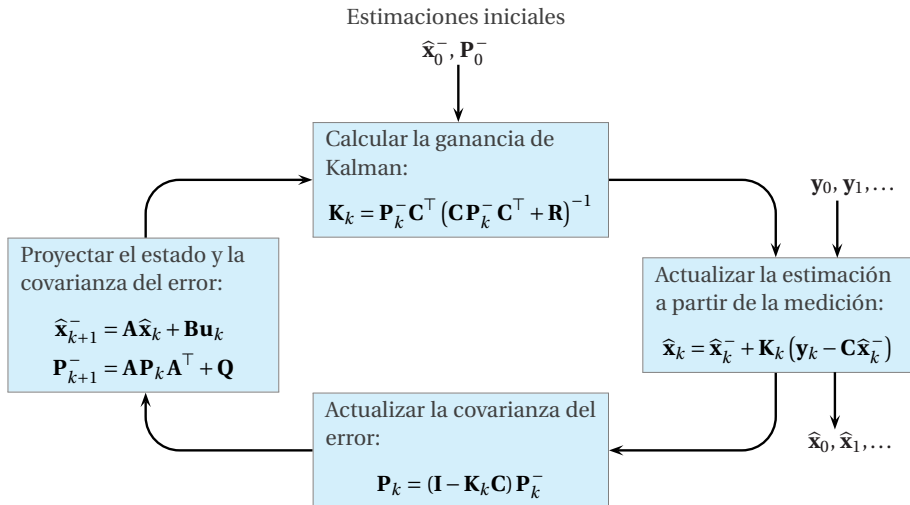 Estimaciones iniciales
x̂₀⁻, P₀⁻
Calcular la ganancia de
Kalman:
Kₖ = Pₖ⁻ Cᵀ (C Pₖ⁻ Cᵀ + R)⁻¹
y₀, y₁, …
Actualizar la estimación
a partir de la medición:
x̂ₖ = x̂ₖ⁻ + Kₖ (yₖ − Cx̂ₖ⁻)
x̂₀, x̂₁, …
Actualizar la covarianza del
error:
Pₖ = (I − KₖC) Pₖ⁻
Proyectar el estado y la
covarianza del error:
x̂ₖ₊₁⁻ = Ax̂ₖ + Buₖ
Pₖ₊₁⁻ = APₖAᵀ + Q